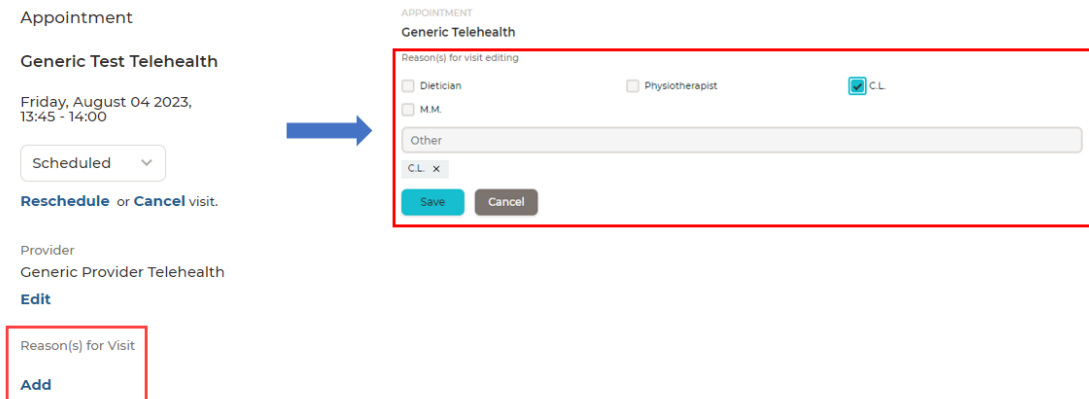 Appointment
Generic Test Telehealth
Friday, August 04 2023,
13:45 - 14:00
Scheduled
Reschedule or Cancel visit.
Provider
Generic Provider Telehealth
Edit
Reason(s) for Visit
Add
APPOINTMENT
Generic Telehealth
Reason(s) for visit editing
Dietician Physiotherapist C.L.
M.M.
Other
C.L. ×
Save Cancel